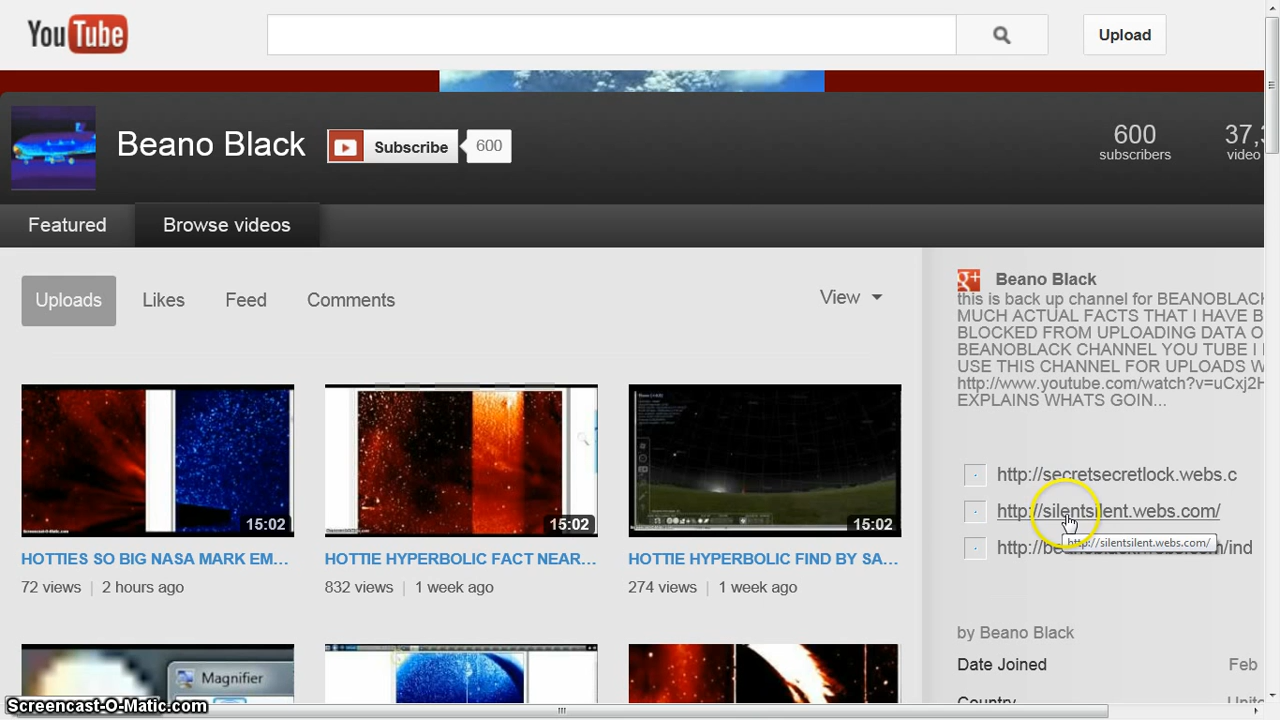 YouTube
Upload
Beano Black
Subscribe
600
600
subscribers
37,3
video
Featured
Browse videos
Uploads
Likes
Feed
Comments
View
Beano Black
this is back up channel for BEANOBLACK
MUCH ACTUAL FACTS THAT I HAVE B
BLOCKED FROM UPLOADING DATA O
BEANOBLACK CHANNEL YOU TUBE I
USE THIS CHANNEL FOR UPLOADS W
http://www.youtube.com/watch?v=uCxj2H
EXPLAINS WHATS GOIN...
http://secretsecretlock.webs.c
http://silentsilent.webs.com/
http://silentsilent.webs.com/
15:02
15:02
15:02
HOTTIES SO BIG NASA MARK EM...
72 views | 2 hours ago
HOTTIE HYPERBOLIC FACT NEAR...
832 views | 1 week ago
HOTTIE HYPERBOLIC FIND BY SA...
274 views | 1 week ago
by Beano Black
Date Joined
Feb
Country
Unite
Magnifier
Screencast-O-Matic.com